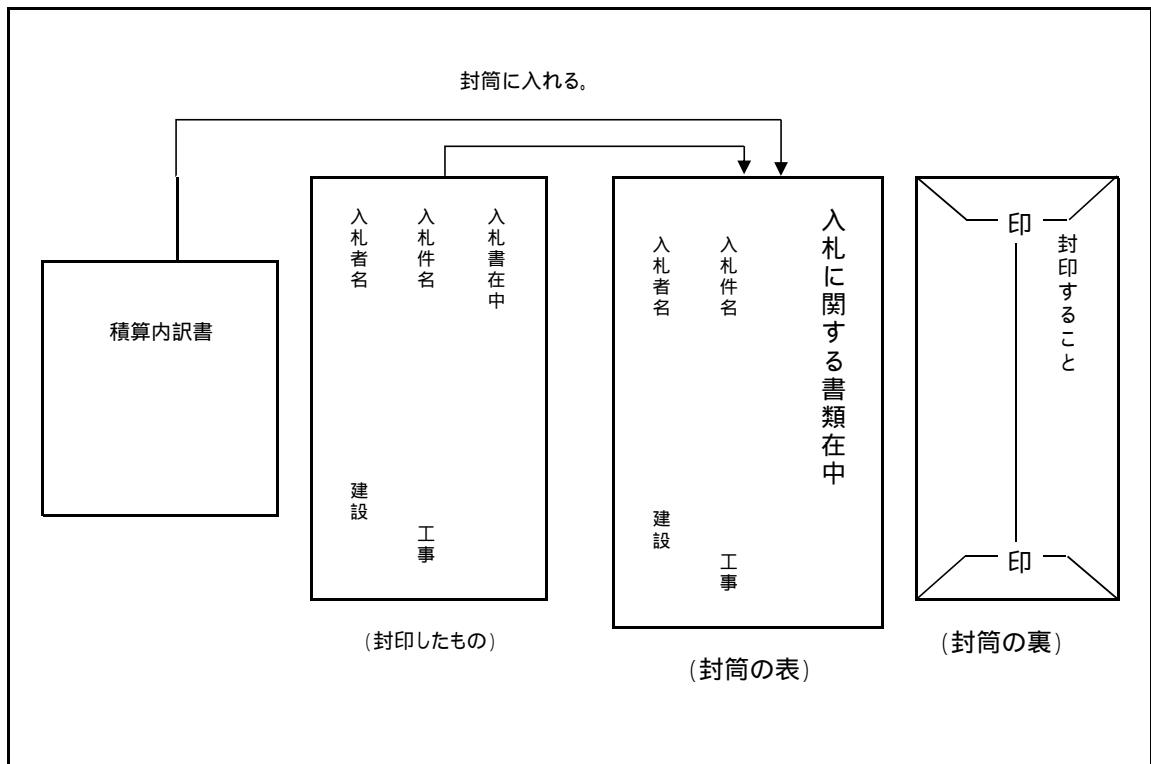 封筒に入れる。
積算内訳書
入札書在中
入札件名 工事
入札者名 建設
(封印したもの)
入札に関する書類在中
入札件名 工事
入札者名 建設
(封筒の表)
印
封印すること
印
(封筒の裏)